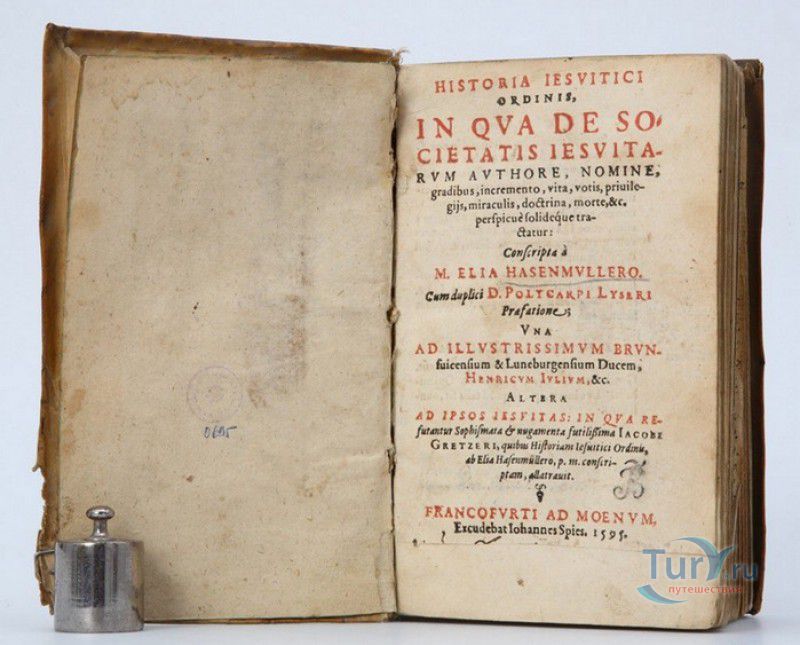 0695
HISTORIA IESVITICI
ORDINIS,
IN QVA DE SO-
CIETATIS IESVITA-
RVM AVTHORE, NOMINE,
gradibus, incremento, vita, votis, priuile-
gijs, miraculis, doctrina, morte, &c.
perſpicuè ſolideque tra-
ctatur:
Conſcripta à
M. ELIA HASENMVLLERO.
Cum duplici D. POLYCARPI LYSERI
Præfatione;
VNA
AD ILLVSTRISSIMVM BRVN-
ſuicenſium & Luneburgenſium Ducem,
HENRICVM IVLIVM, &c.
ALTERA
AD IPSOS IESVITAS: IN QVA RE-
futantur Sophiſmata & nugamenta futiliſſima IACOBI
GRETZERI, quibus Hiſtoriam Ieſuitici Ordinis,
ab Elia Haſenmüllero, p. m. conſcri-
ptam, allatrauit.
FRANCOFVRTI AD MOENVM,
Excudebat Iohannes Spies. 1595.
TurY.ru
путешествия